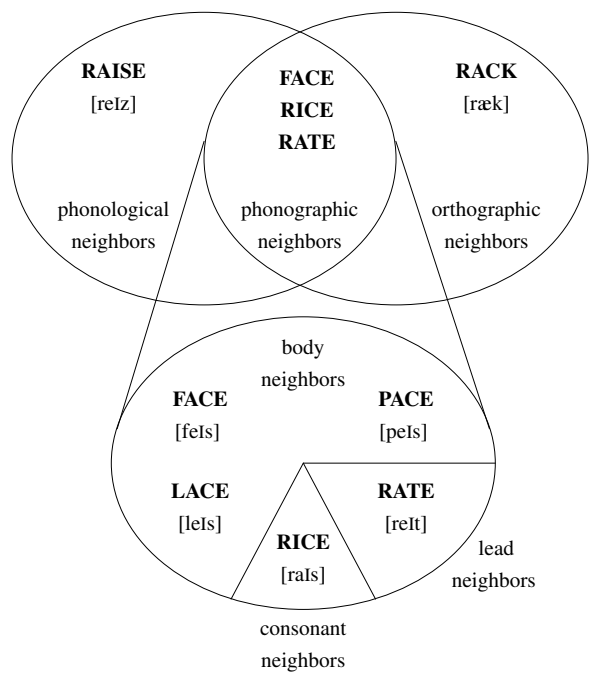 RAISE
[reIz]
FACE
RICE
RATE
RACK
[ræk]
phonological
neighbors
phonographic
neighbors
orthographic
neighbors
body
neighbors
FACE
[feIs]
PACE
[peIs]
LACE
[leIs]
RATE
[reIt]
RICE
[raIs]
lead
neighbors
consonant
neighbors